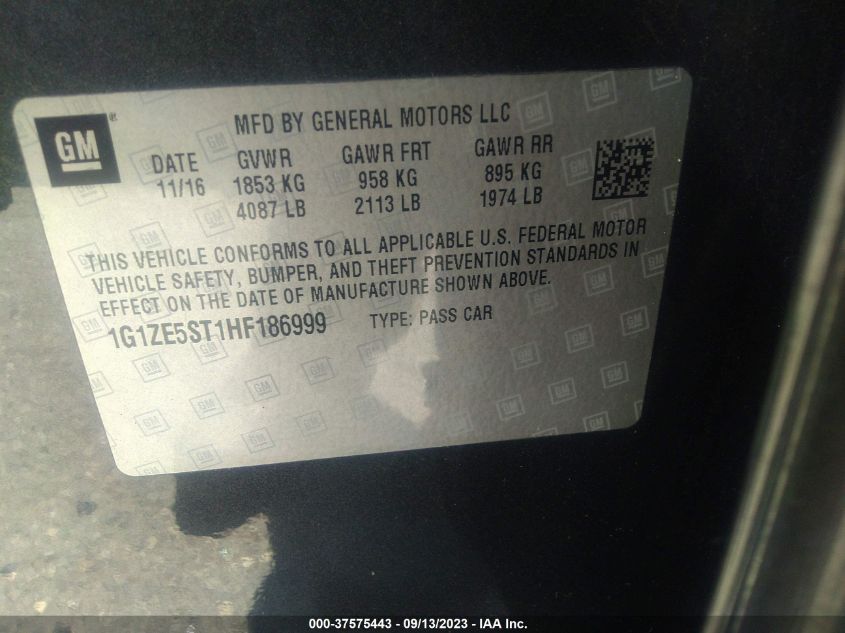 GM ®
MFD BY GENERAL MOTORS LLC
DATE GVWR GAWR FRT GAWR RR
11/16 1853 KG 958 KG 895 KG
4087 LB 2113 LB 1974 LB
THIS VEHICLE CONFORMS TO ALL APPLICABLE U.S. FEDERAL MOTOR
VEHICLE SAFETY, BUMPER, AND THEFT PREVENTION STANDARDS IN
EFFECT ON THE DATE OF MANUFACTURE SHOWN ABOVE.
1G1ZE5ST1HF186999 TYPE: PASS CAR
000-37575443 - 09/13/2023 - IAA Inc.